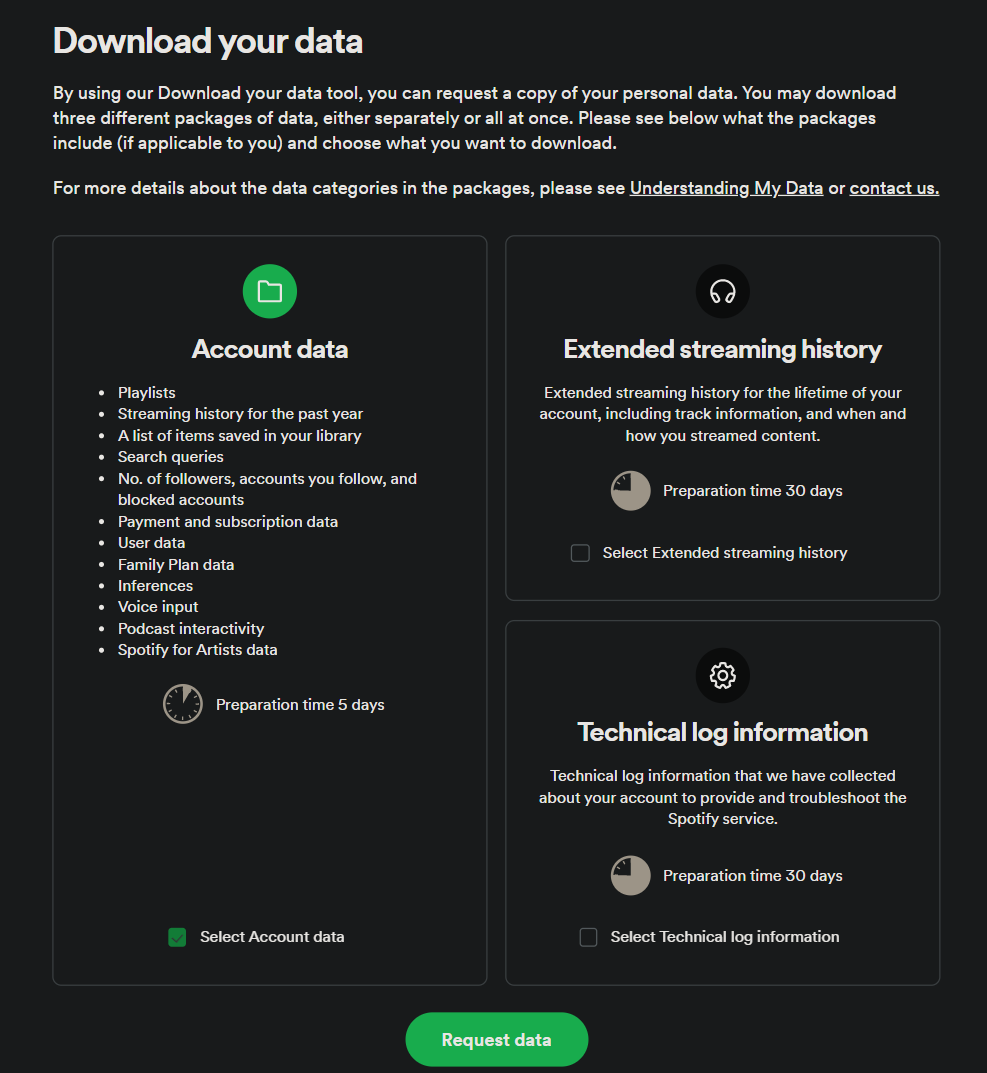 Download your data
By using our Download your data tool, you can request a copy of your personal data. You may download
three different packages of data, either separately or all at once. Please see below what the packages
include (if applicable to you) and choose what you want to download.
For more details about the data categories in the packages, please see Understanding My Data or contact us.
Account data
• Playlists
• Streaming history for the past year
• A list of items saved in your library
• Search queries
• No. of followers, accounts you follow, and
blocked accounts
• Payment and subscription data
• User data
• Family Plan data
• Inferences
• Voice input
• Podcast interactivity
• Spotify for Artists data
Preparation time 5 days
Select Account data
Extended streaming history
Extended streaming history for the lifetime of your
account, including track information, and when and
how you streamed content.
Preparation time 30 days
Select Extended streaming history
Technical log information
Technical log information that we have collected
about your account to provide and troubleshoot the
Spotify service.
Preparation time 30 days
Select Technical log information
Request data